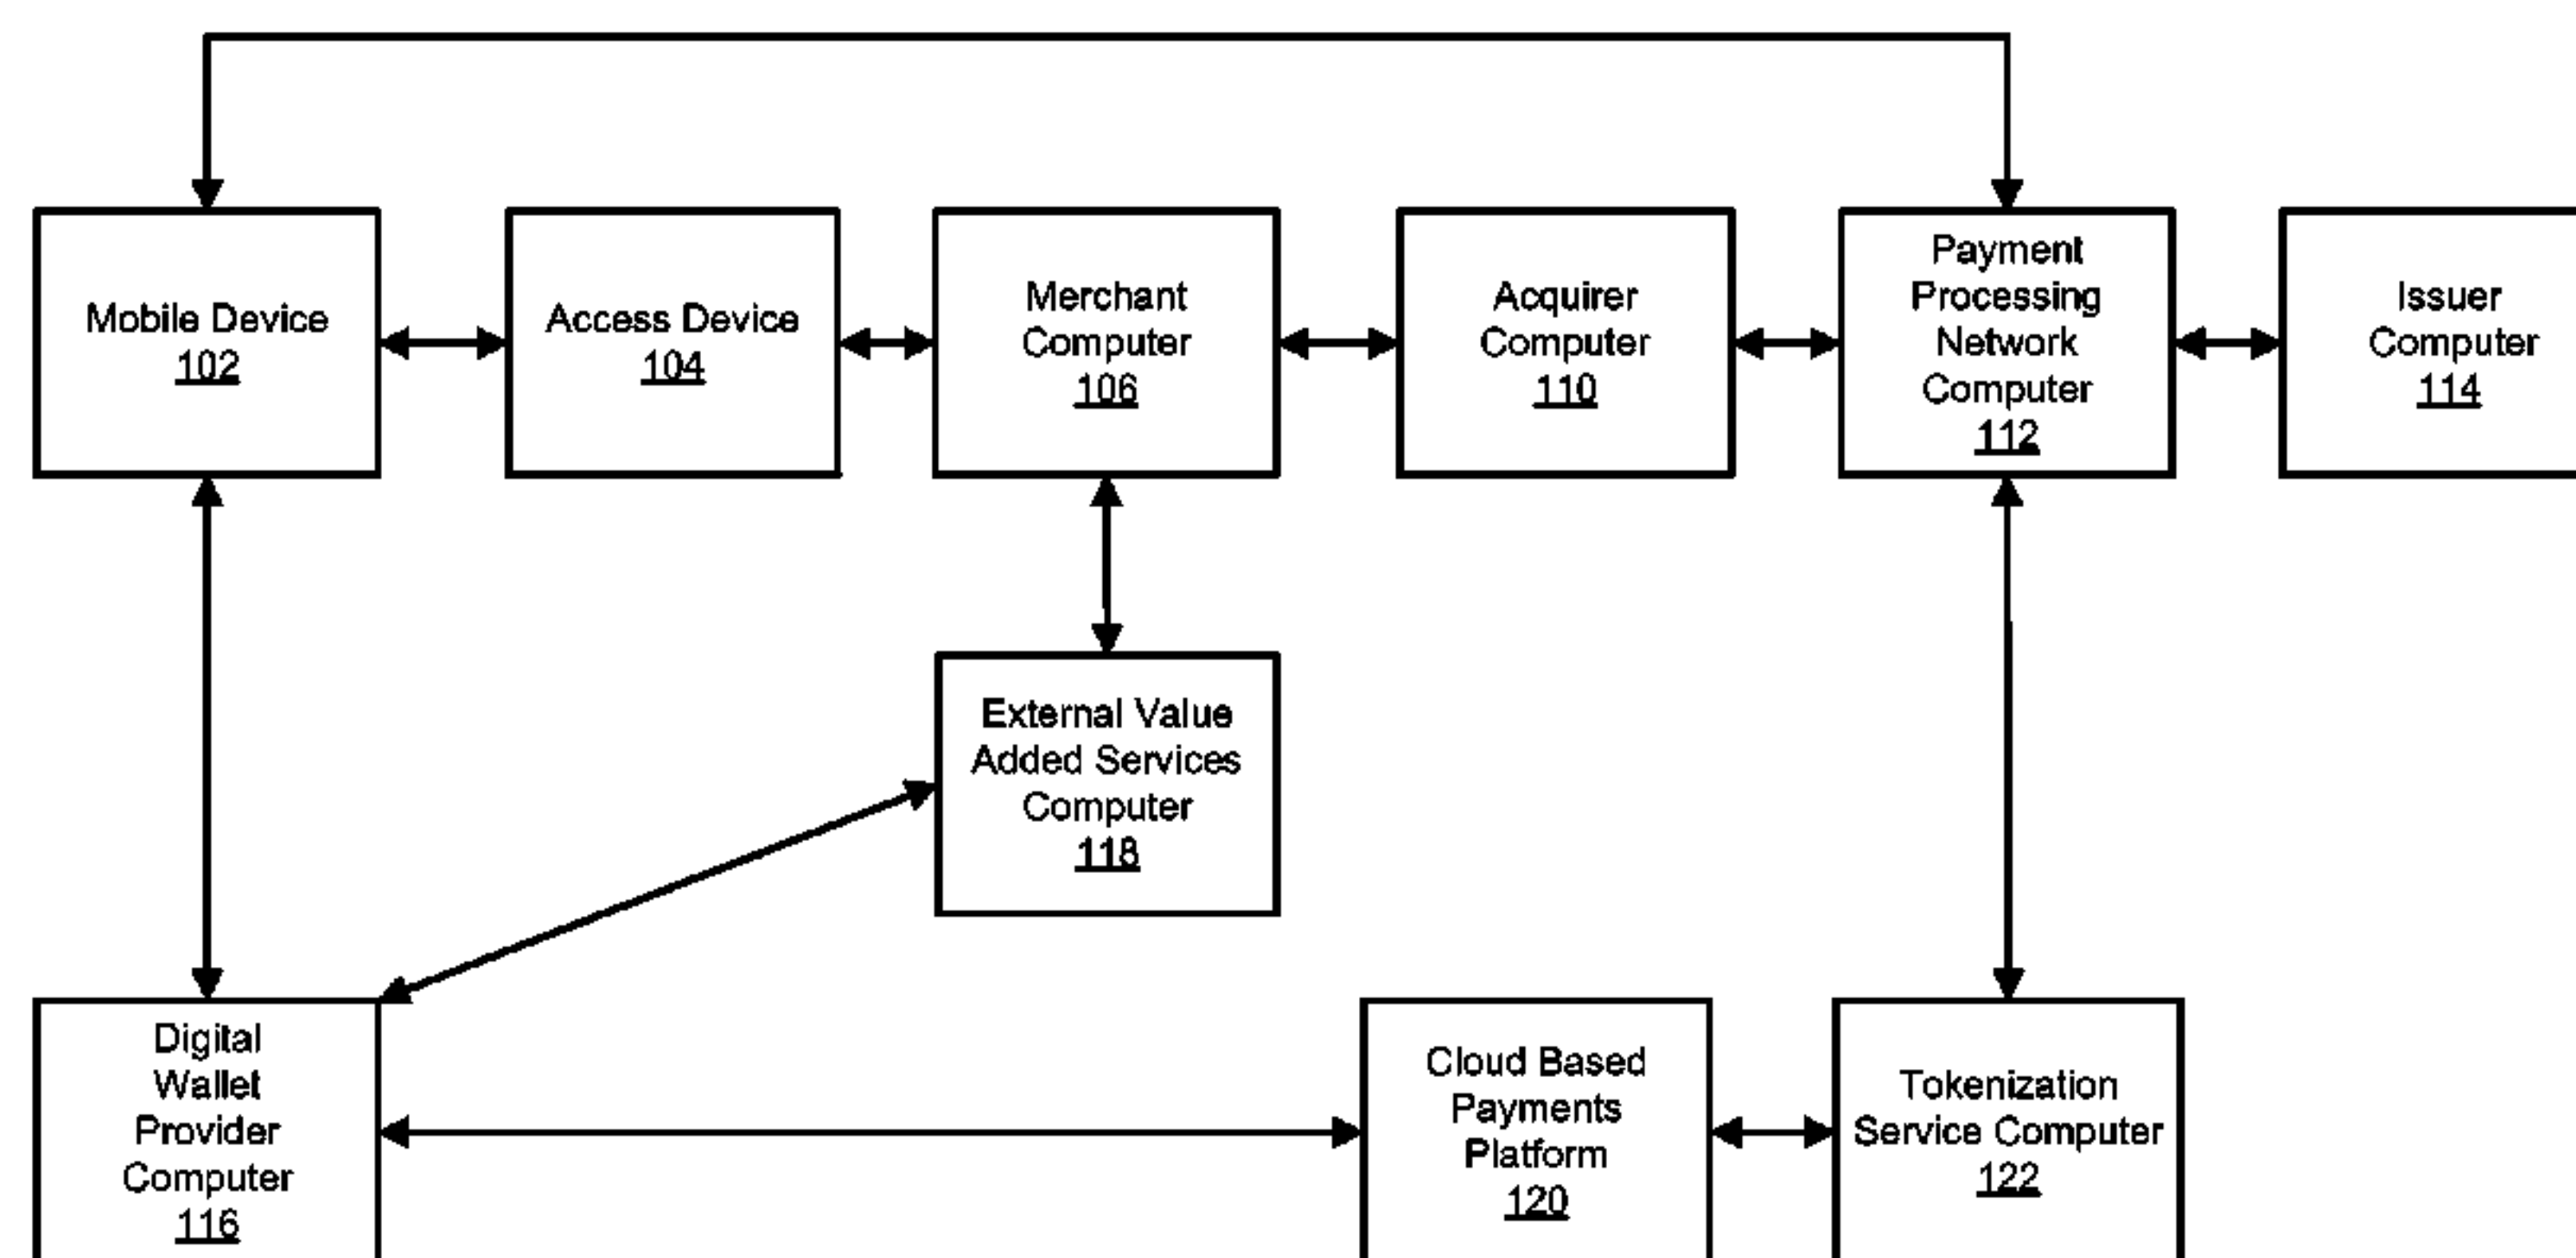 Mobile Device
102
Access Device
104
Merchant
Computer
106
Acquirer
Computer
110
Payment
Processing
Network
Computer
112
Issuer
Computer
114
External Value
Added Services
Computer
118
Digital
Wallet
Provider
Computer
116
Cloud Based
Payments
Platform
120
Tokenization
Service Computer
122